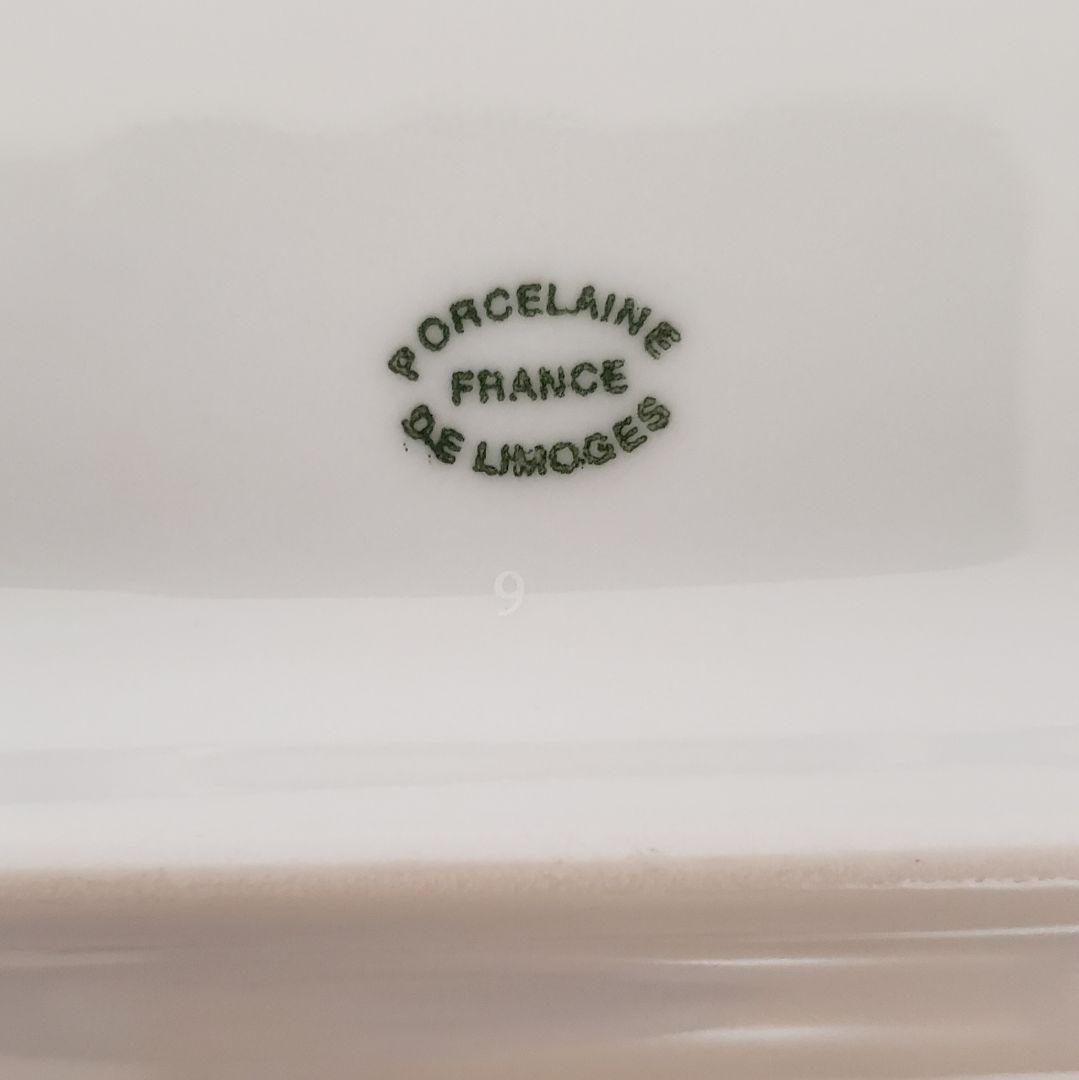 PORCELAINE
FRANCE
DE LIMOGES
9